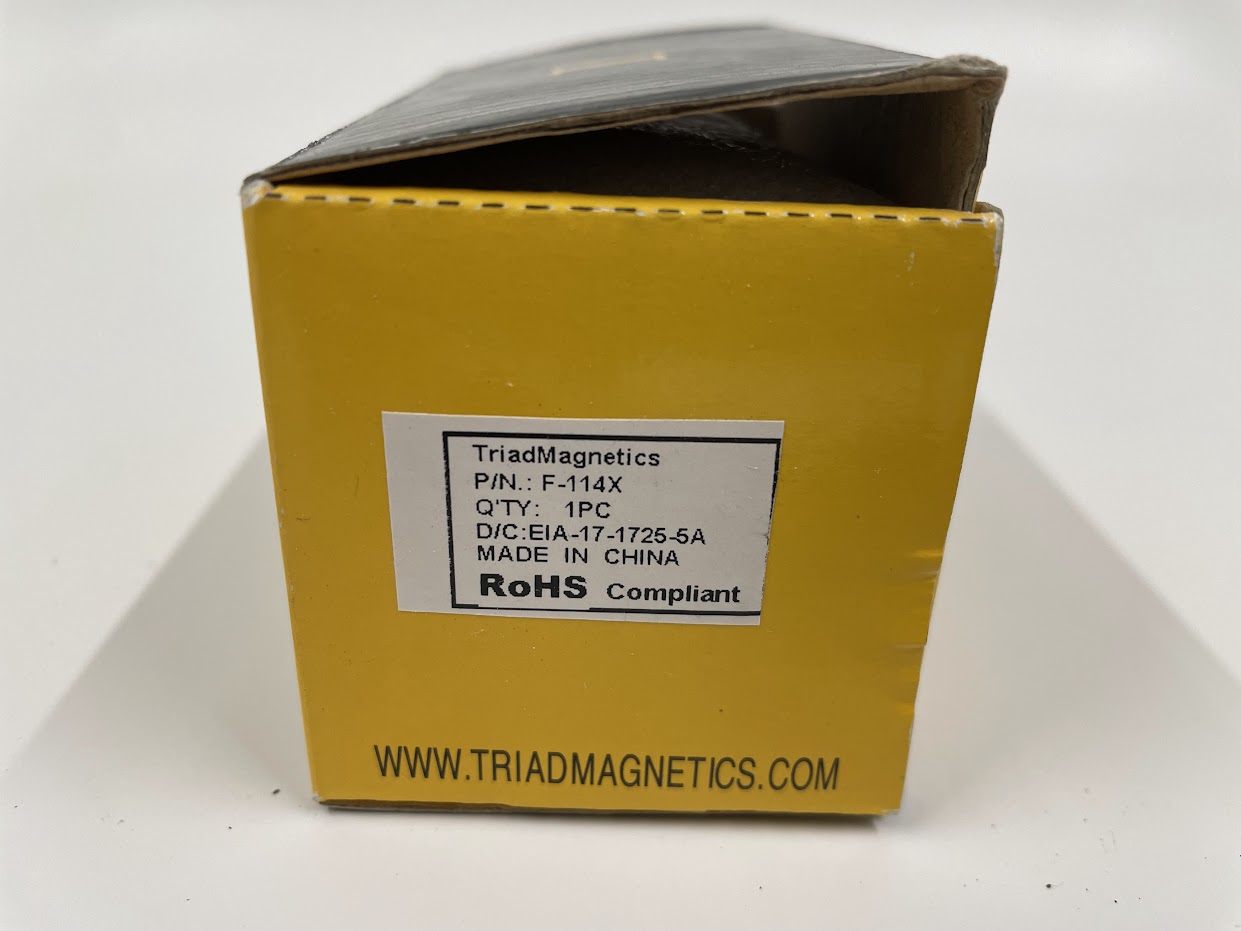 TriadMagnetics
P/N.: F-114X
Q'TY: 1PC
D/C:EIA-17-1725-5A
MADE IN CHINA
RoHS Compliant
WWW.TRIADMAGNETICS.COM